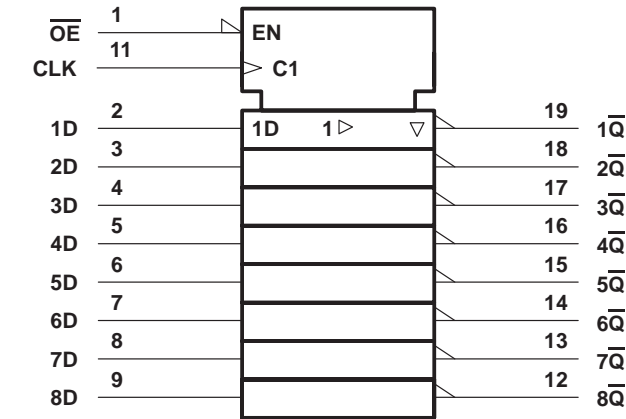 OE̅ 1 EN
CLK 11 C1
1D 2 1D 1 19 1Q̅
2D 3 18 2Q̅
3D 4 17 3Q̅
4D 5 16 4Q̅
5D 6 15 5Q̅
6D 7 14 6Q̅
7D 8 13 7Q̅
8D 9 12 8Q̅